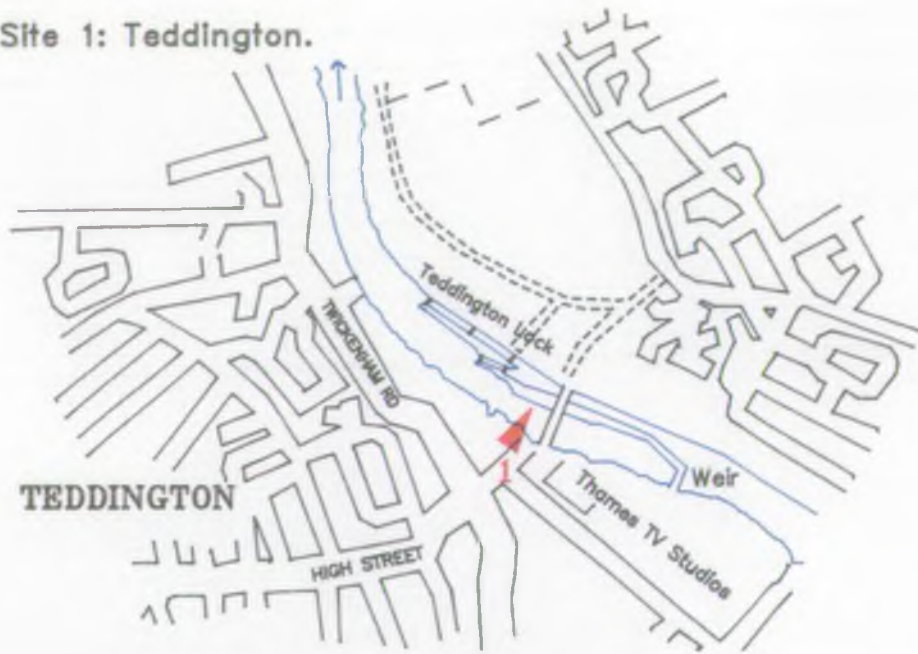 Site 1: Teddington.
Teddington Lock
TWICKENHAM RD
1
Weir
TEDDINGTON
Thames TV Studios
HIGH STREET